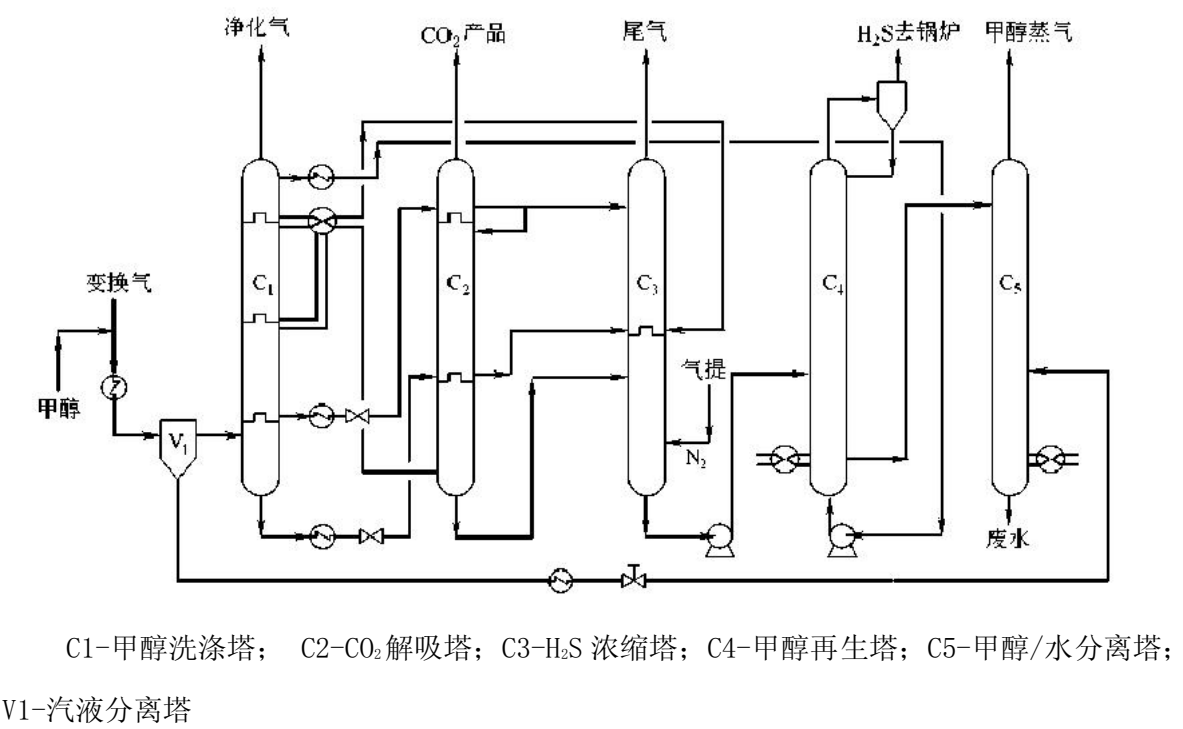 净化气
CO₂产品
尾气
H₂S去锅炉
甲醇蒸气
变换气
C₁
C₂
C₃
C₄
C₅
气提
甲醇
V₁
N₂
废水
C1-甲醇洗涤塔； C2-CO₂解吸塔；C3-H₂S浓缩塔；C4-甲醇再生塔；C5-甲醇/水分离塔；
V1-汽液分离塔